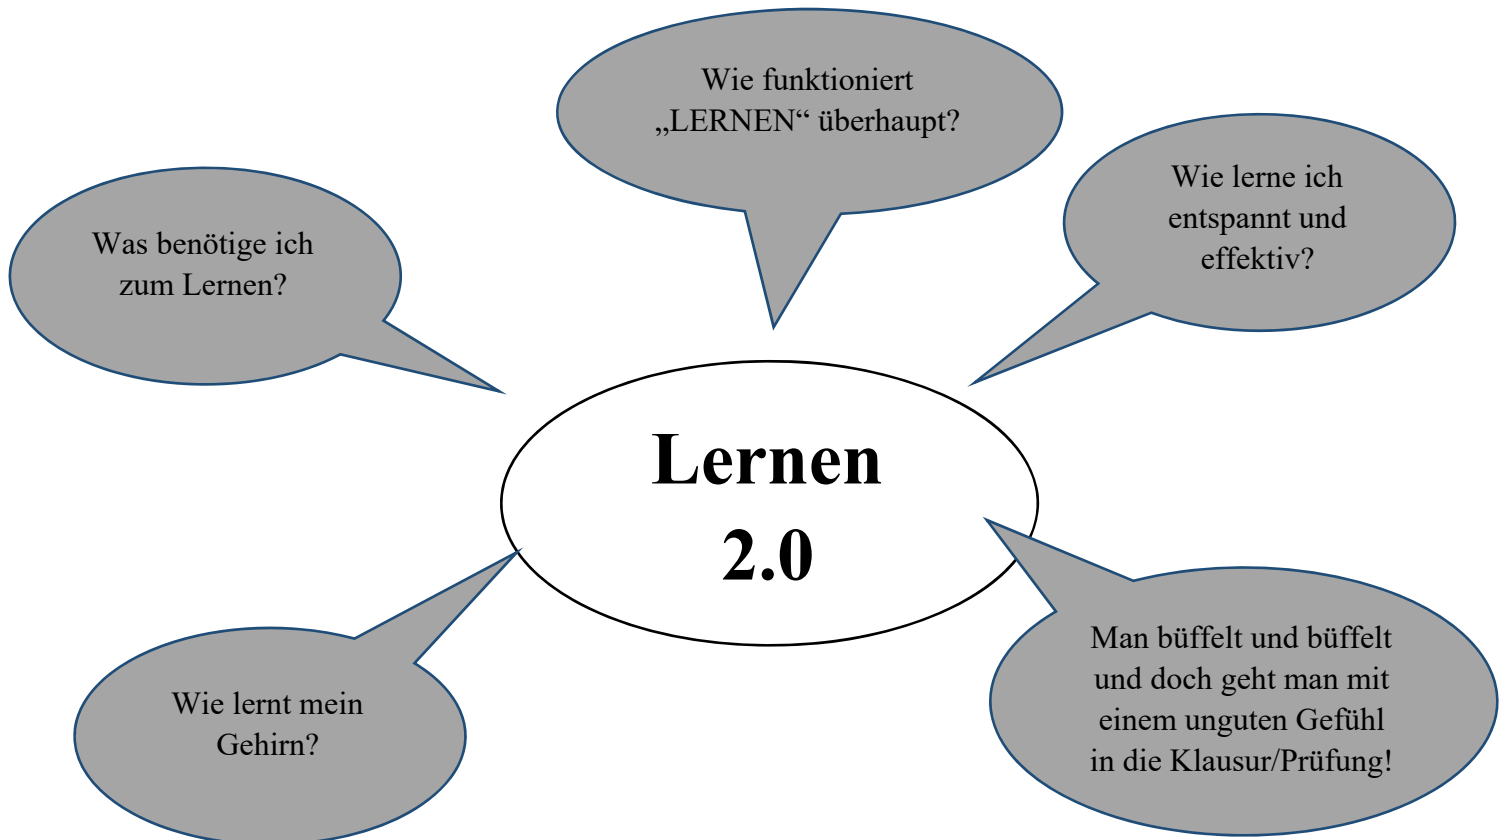 Wie funktioniert
„LERNEN“ überhaupt?
Wie lerne ich
entspannt und
effektiv?
Was benötige ich
zum Lernen?
Lernen
2.0
Man büffelt und büffelt
und doch geht man mit
einem unguten Gefühl
in die Klausur/Prüfung!
Wie lernt mein
Gehirn?